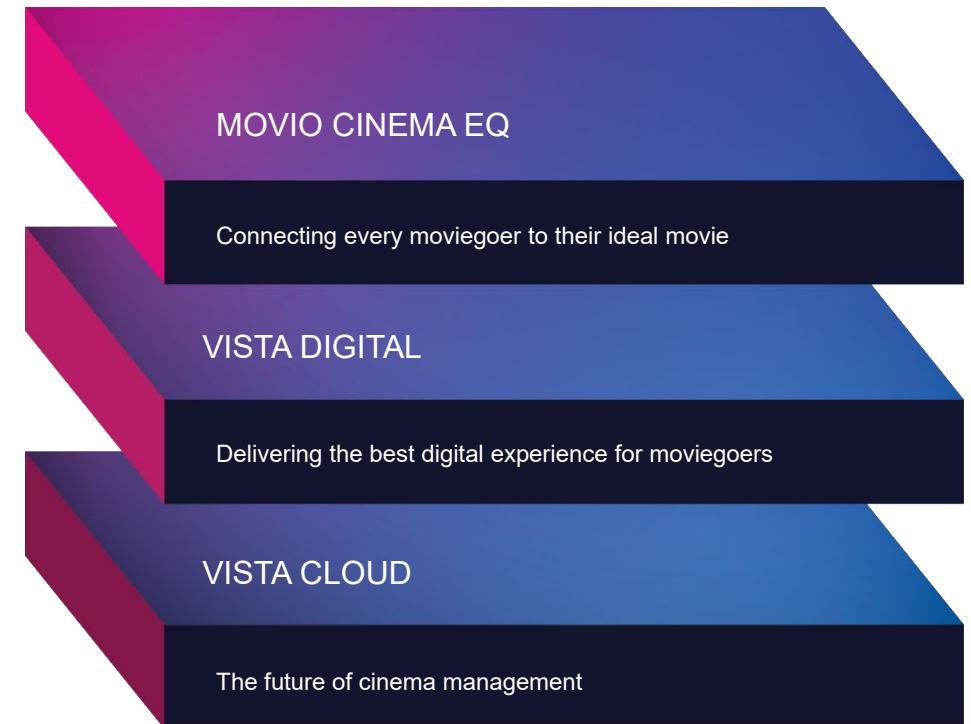 MOVIO CINEMA EQ
Connecting every moviegoer to their ideal movie
VISTA DIGITAL
Delivering the best digital experience for moviegoers
VISTA CLOUD
The future of cinema management